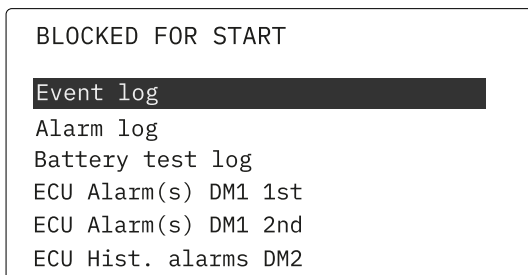 BLOCKED FOR START
Event log
Alarm log
Battery test log
ECU Alarm(s) DM1 1st
ECU Alarm(s) DM1 2nd
ECU Hist. alarms DM2